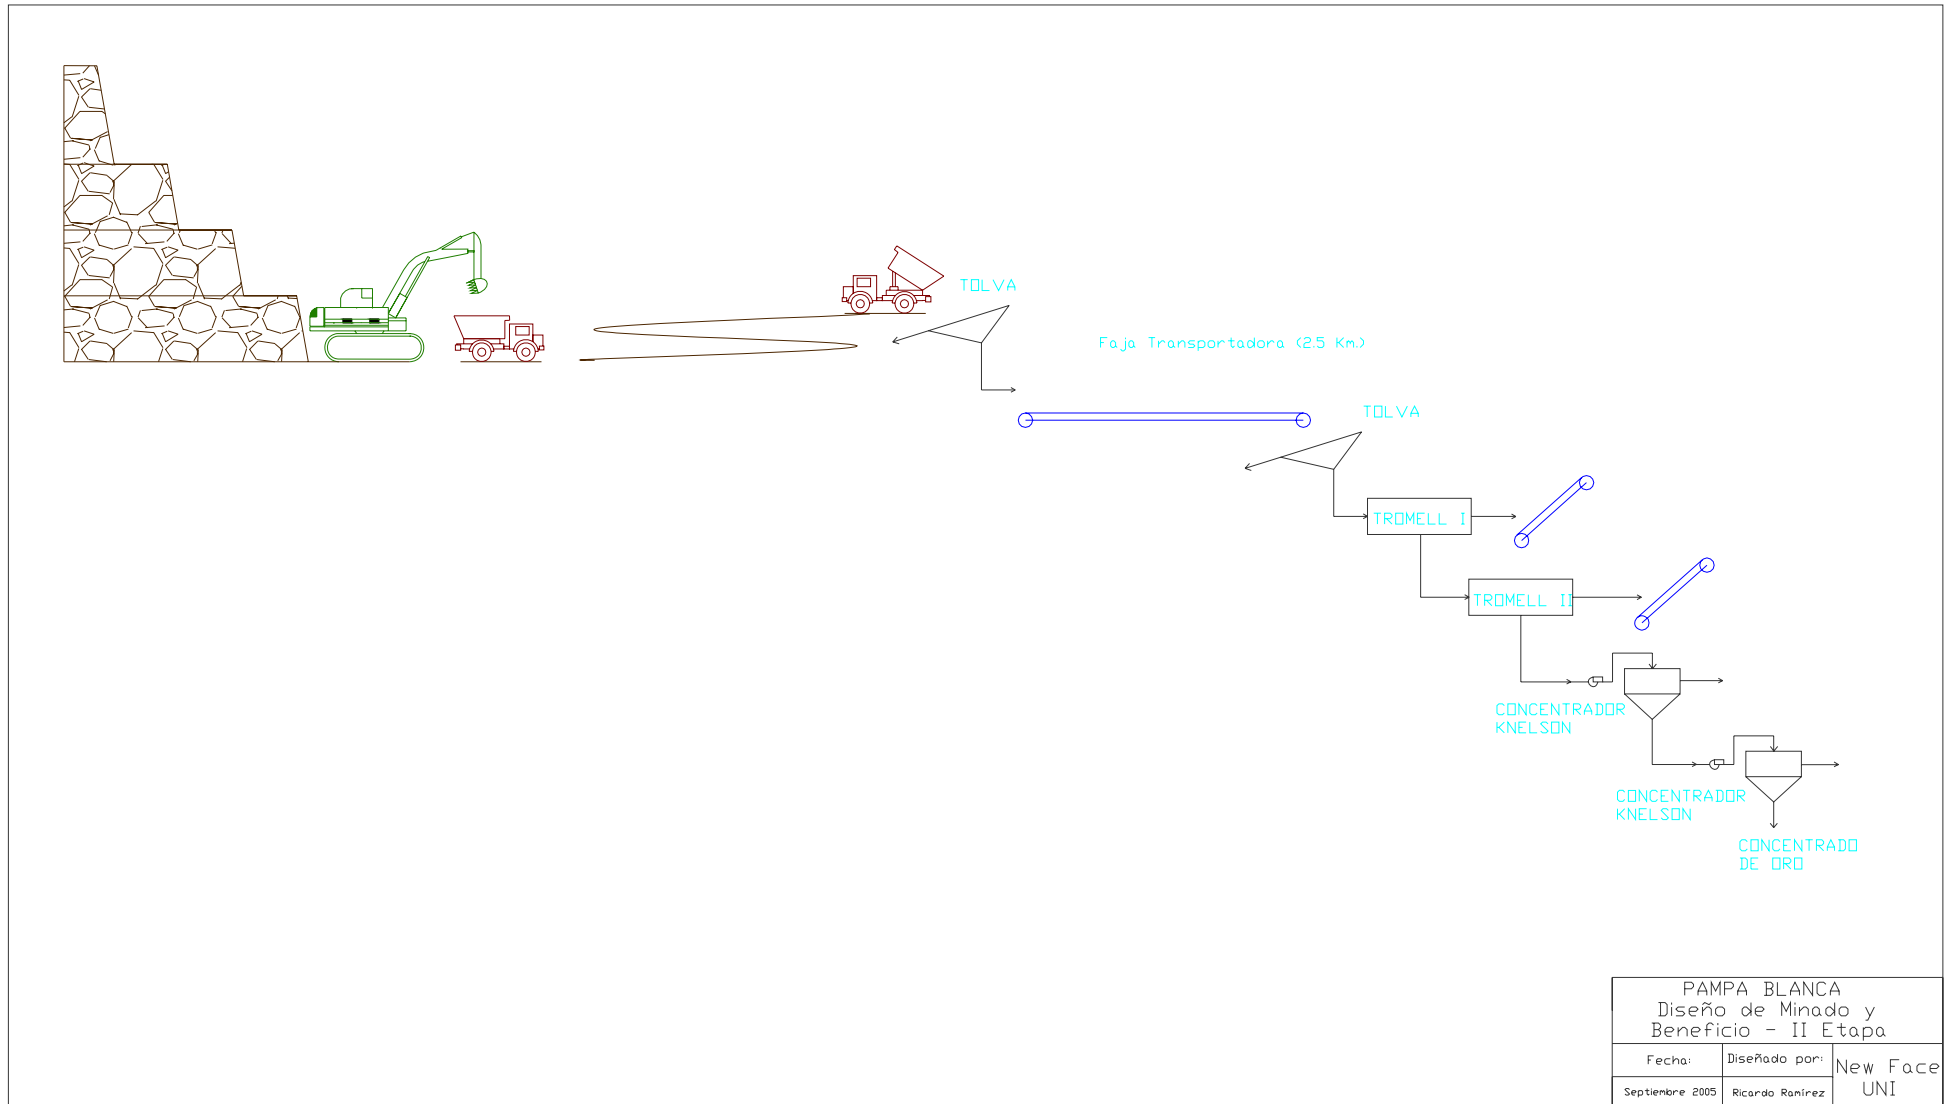 TOLVA
Faja Transportadora (2.5 Km.)
TOLVA
TROMELL I
TROMELL II
CONCENTRADOR
KNELSON
CONCENTRADOR
KNELSON
CONCENTRADO
DE ORO
PAMPA BLANCA
Diseño de Minado y
Beneficio - II Etapa
Fecha:
Diseñado por:
New Face
UNI
Septiembre 2005
Ricardo Ramírez